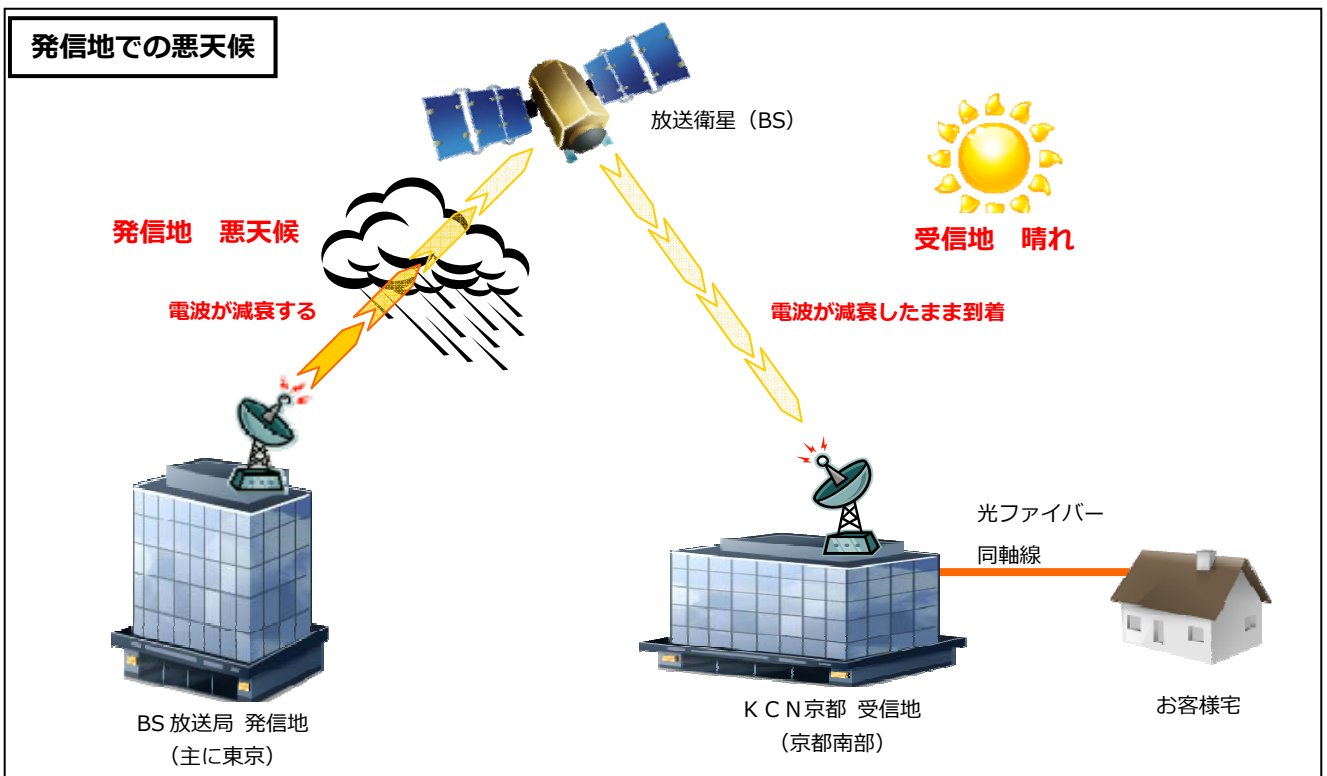 発信地での悪天候
放送衛星（BS）
発信地　悪天候
受信地　晴れ
電波が減衰する
電波が減衰したまま到着
光ファイバー
同軸線
BS 放送局 発信地
（主に東京）
ＫＣＮ京都 受信地
（京都南部）
お客様宅